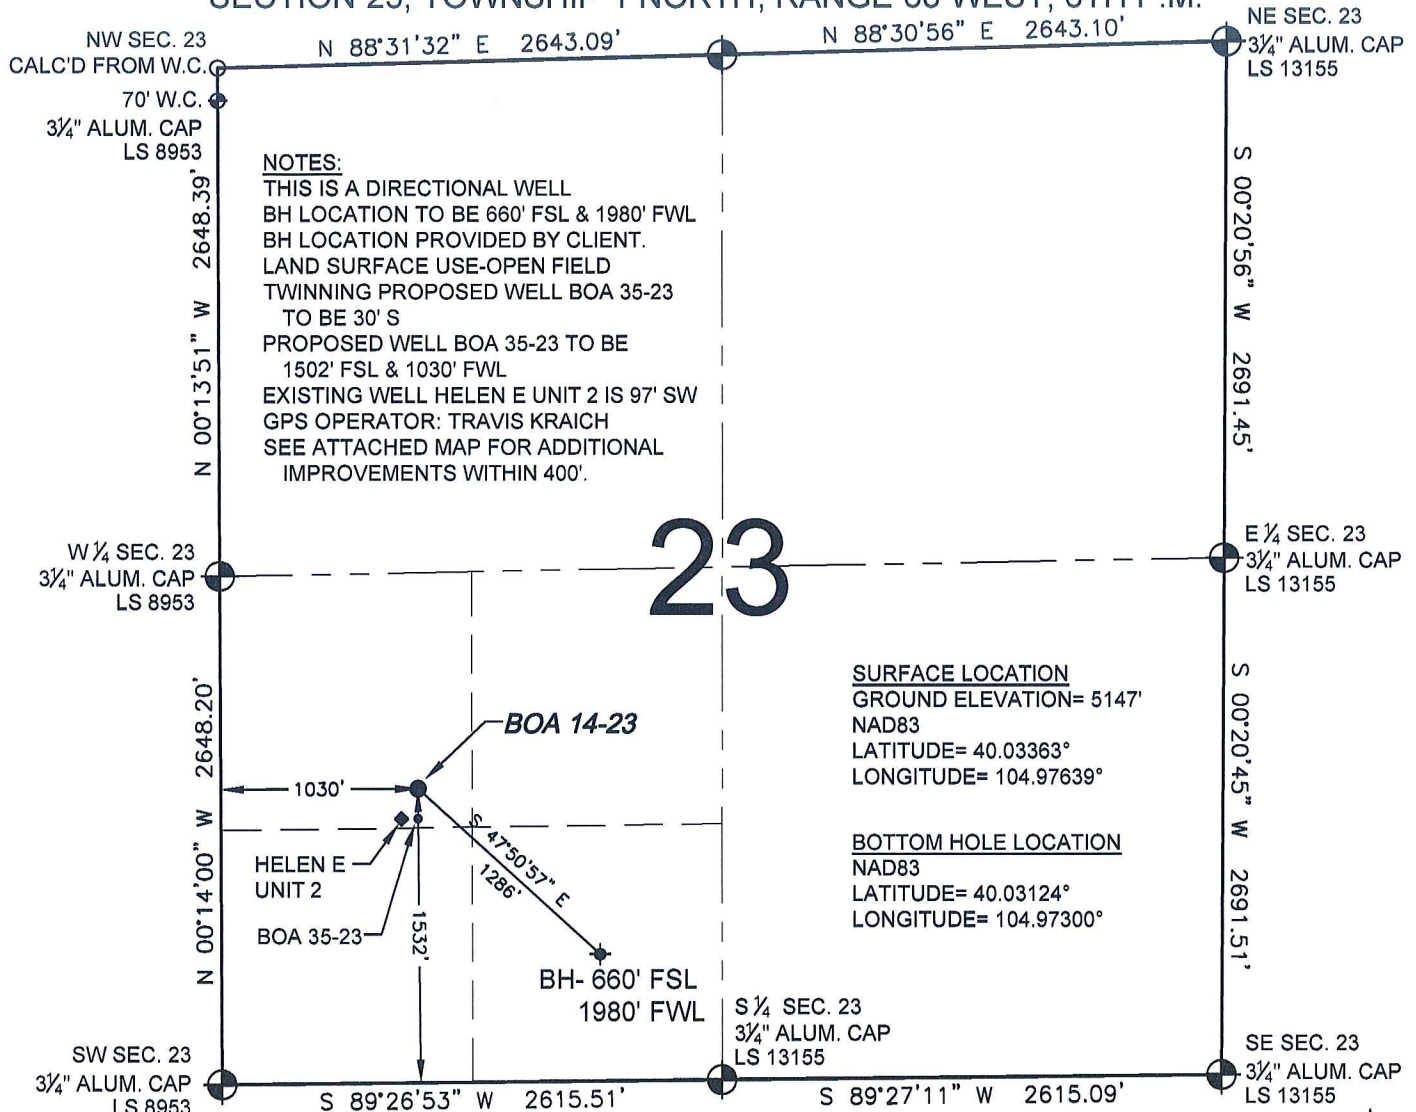 NW SEC. 23
CALC'D FROM W.C.
70' W.C.
3¼" ALUM. CAP
LS 8953
N 88°31'32" E 2643.09'
N 88°30'56" E 2643.10'
NE SEC. 23
3¼" ALUM. CAP
LS 13155
N 00°13'51" W 2648.39'
NOTES:
THIS IS A DIRECTIONAL WELL
BH LOCATION TO BE 660' FSL & 1980' FWL
BH LOCATION PROVIDED BY CLIENT.
LAND SURFACE USE-OPEN FIELD
TWINNING PROPOSED WELL BOA 35-23
TO BE 30' S
PROPOSED WELL BOA 35-23 TO BE
1502' FSL & 1030' FWL
EXISTING WELL HELEN E UNIT 2 IS 97' SW
GPS OPERATOR: TRAVIS KRAICH
SEE ATTACHED MAP FOR ADDITIONAL
IMPROVEMENTS WITHIN 400'.
S 00°20'56" W 2691.45'
23
W ¼ SEC. 23
3¼" ALUM. CAP
LS 8953
E ¼ SEC. 23
3¼" ALUM. CAP
LS 13155
N 00°14'00" W 2648.20'
BOA 14-23
1030'
HELEN E
UNIT 2
BOA 35-23
1532'
S 47°50'57" E
1286'
BH- 660' FSL
1980' FWL
SURFACE LOCATION
GROUND ELEVATION= 5147'
NAD83
LATITUDE= 40.03363°
LONGITUDE= 104.97639°
BOTTOM HOLE LOCATION
NAD83
LATITUDE= 40.03124°
LONGITUDE= 104.97300°
S 00°20'45" W 2691.51'
S ¼ SEC. 23
3¼" ALUM. CAP
LS 13155
SW SEC. 23
3¼" ALUM. CAP
LS 8953
S 89°26'53" W 2615.51'
S 89°27'11" W 2615.09'
SE SEC. 23
3¼" ALUM. CAP
LS 13155